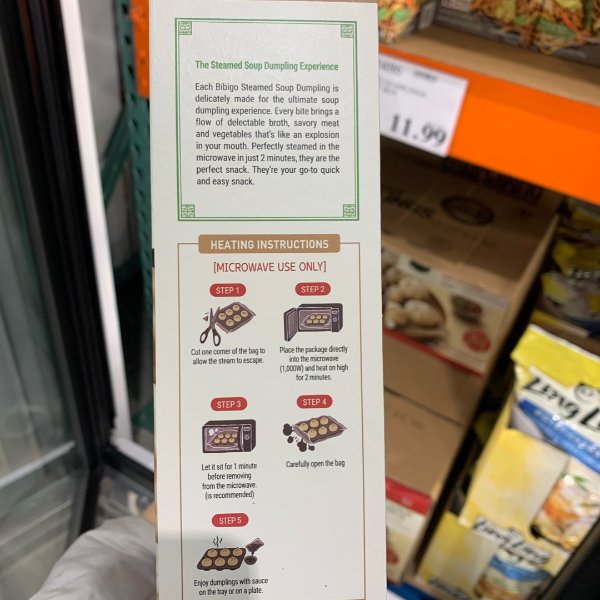 The Steamed Soup Dumpling Experience
Each Bibigo Steamed Soup Dumpling is
delicately made for the ultimate soup
dumpling experience. Every bite brings a
flow of delectable broth, savory meat
and vegetables that's like an explosion
in your mouth. Perfectly steamed in the
microwave in just 2 minutes, they are the
perfect snack. They're your go-to quick
and easy snack.
HEATING INSTRUCTIONS
[MICROWAVE USE ONLY]
STEP 1
Cut one corner of the bag to
allow the steam to escape.
STEP 2
Place the package directly
into the microwave
(1,000W) and heat on high
for 2 minutes.
STEP 3
Let it sit for 1 minute
before removing
from the microwave.
(is recommended)
STEP 4
Carefully open the bag
STEP 5
Enjoy dumplings with sauce
on the tray or on a plate.
11.99